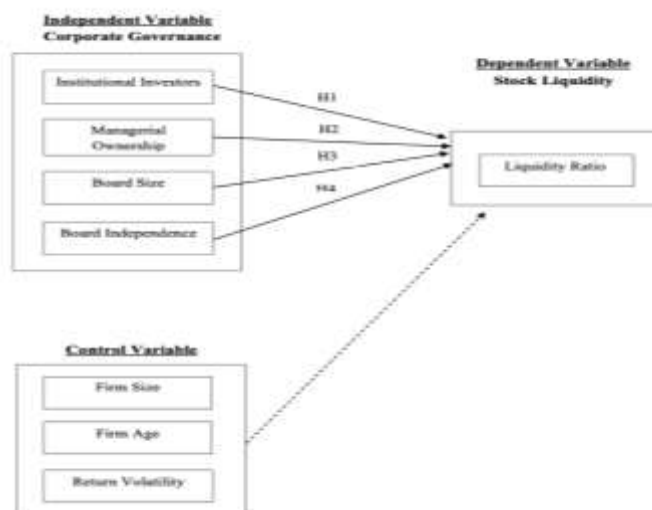 Independent Variable
Corporate Governance
Institutional Investors
Managerial
Ownership
Board Size
Board Independence
H1
H2
H3
H4
Dependent Variable
Stock Liquidity
Liquidity Ratio
Control Variable
Firm Size
Firm Age
Return Volatility